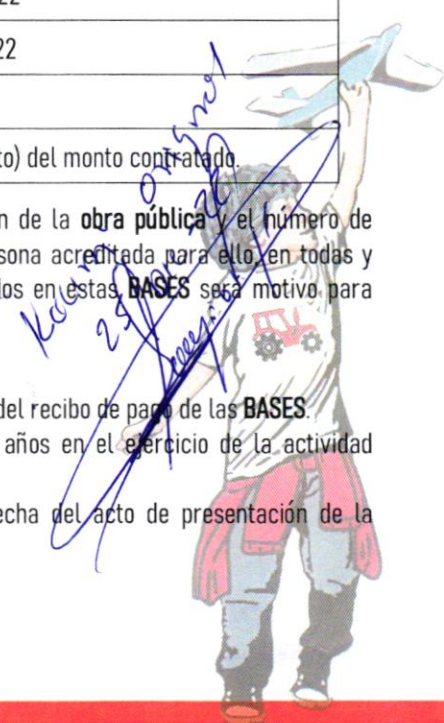 22
22
to) del monto contratado.
n de la obra pública y el número de
sona acreditada para ello, en todas y
dos en estas BASES será motivo para
original
25
del recibo de pago de las BASES.
años en el ejercicio de la actividad
echa del acto de presentación de la